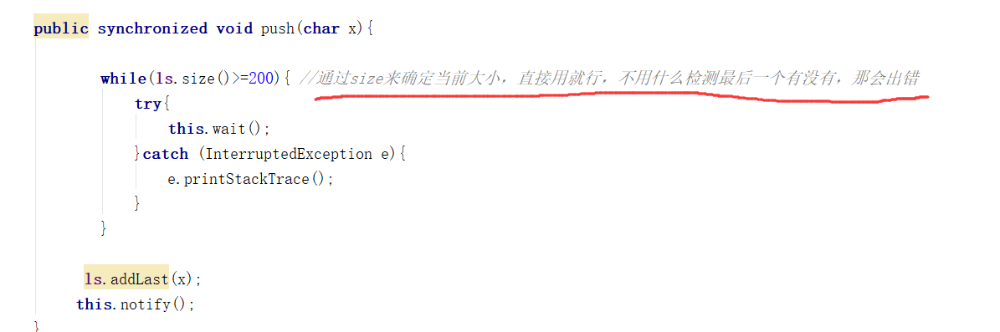 public synchronized void push(char x){
while(ls.size()>=200){ //通过size来确定当前大小，直接用就行，不用什么检测最后一个有没有，那会出错
try{
this.wait();
}catch (InterruptedException e){
e.printStackTrace();
}
}
ls.addLast(x);
this.notify();
}